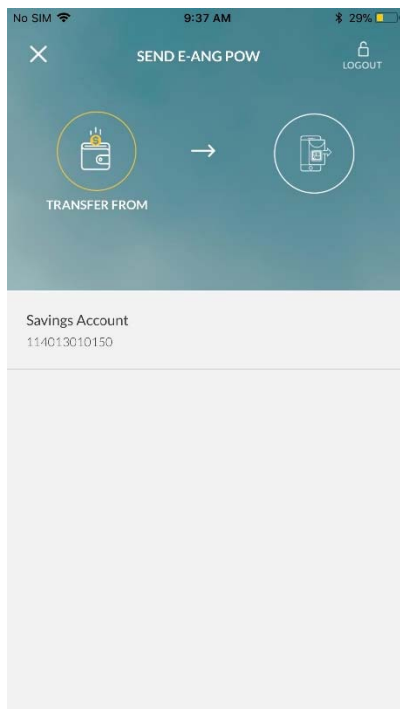 No SIM 9:37 AM 29%
SEND E-ANG POW
LOGOUT
TRANSFER FROM
Savings Account
114013010150